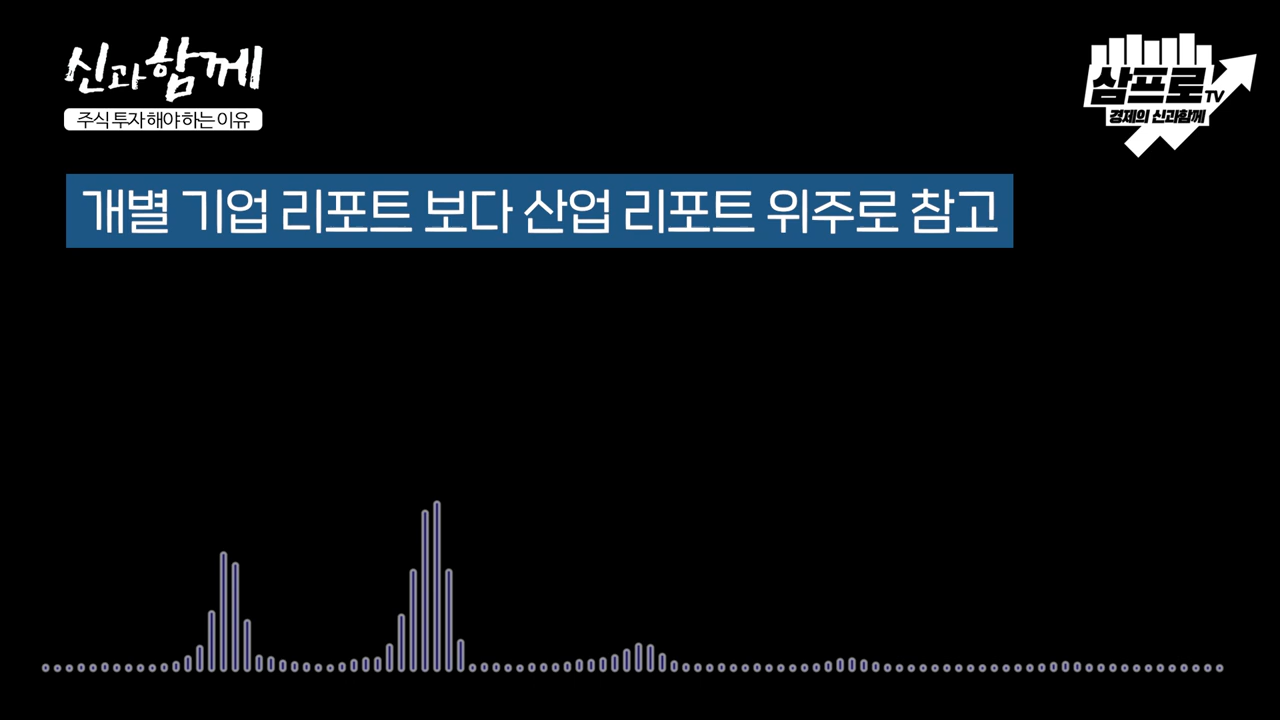 신과함께
주식 투자 해야 하는 이유
삼프로TV
경제의 신과함께
개별 기업 리포트 보다 산업 리포트 위주로 참고